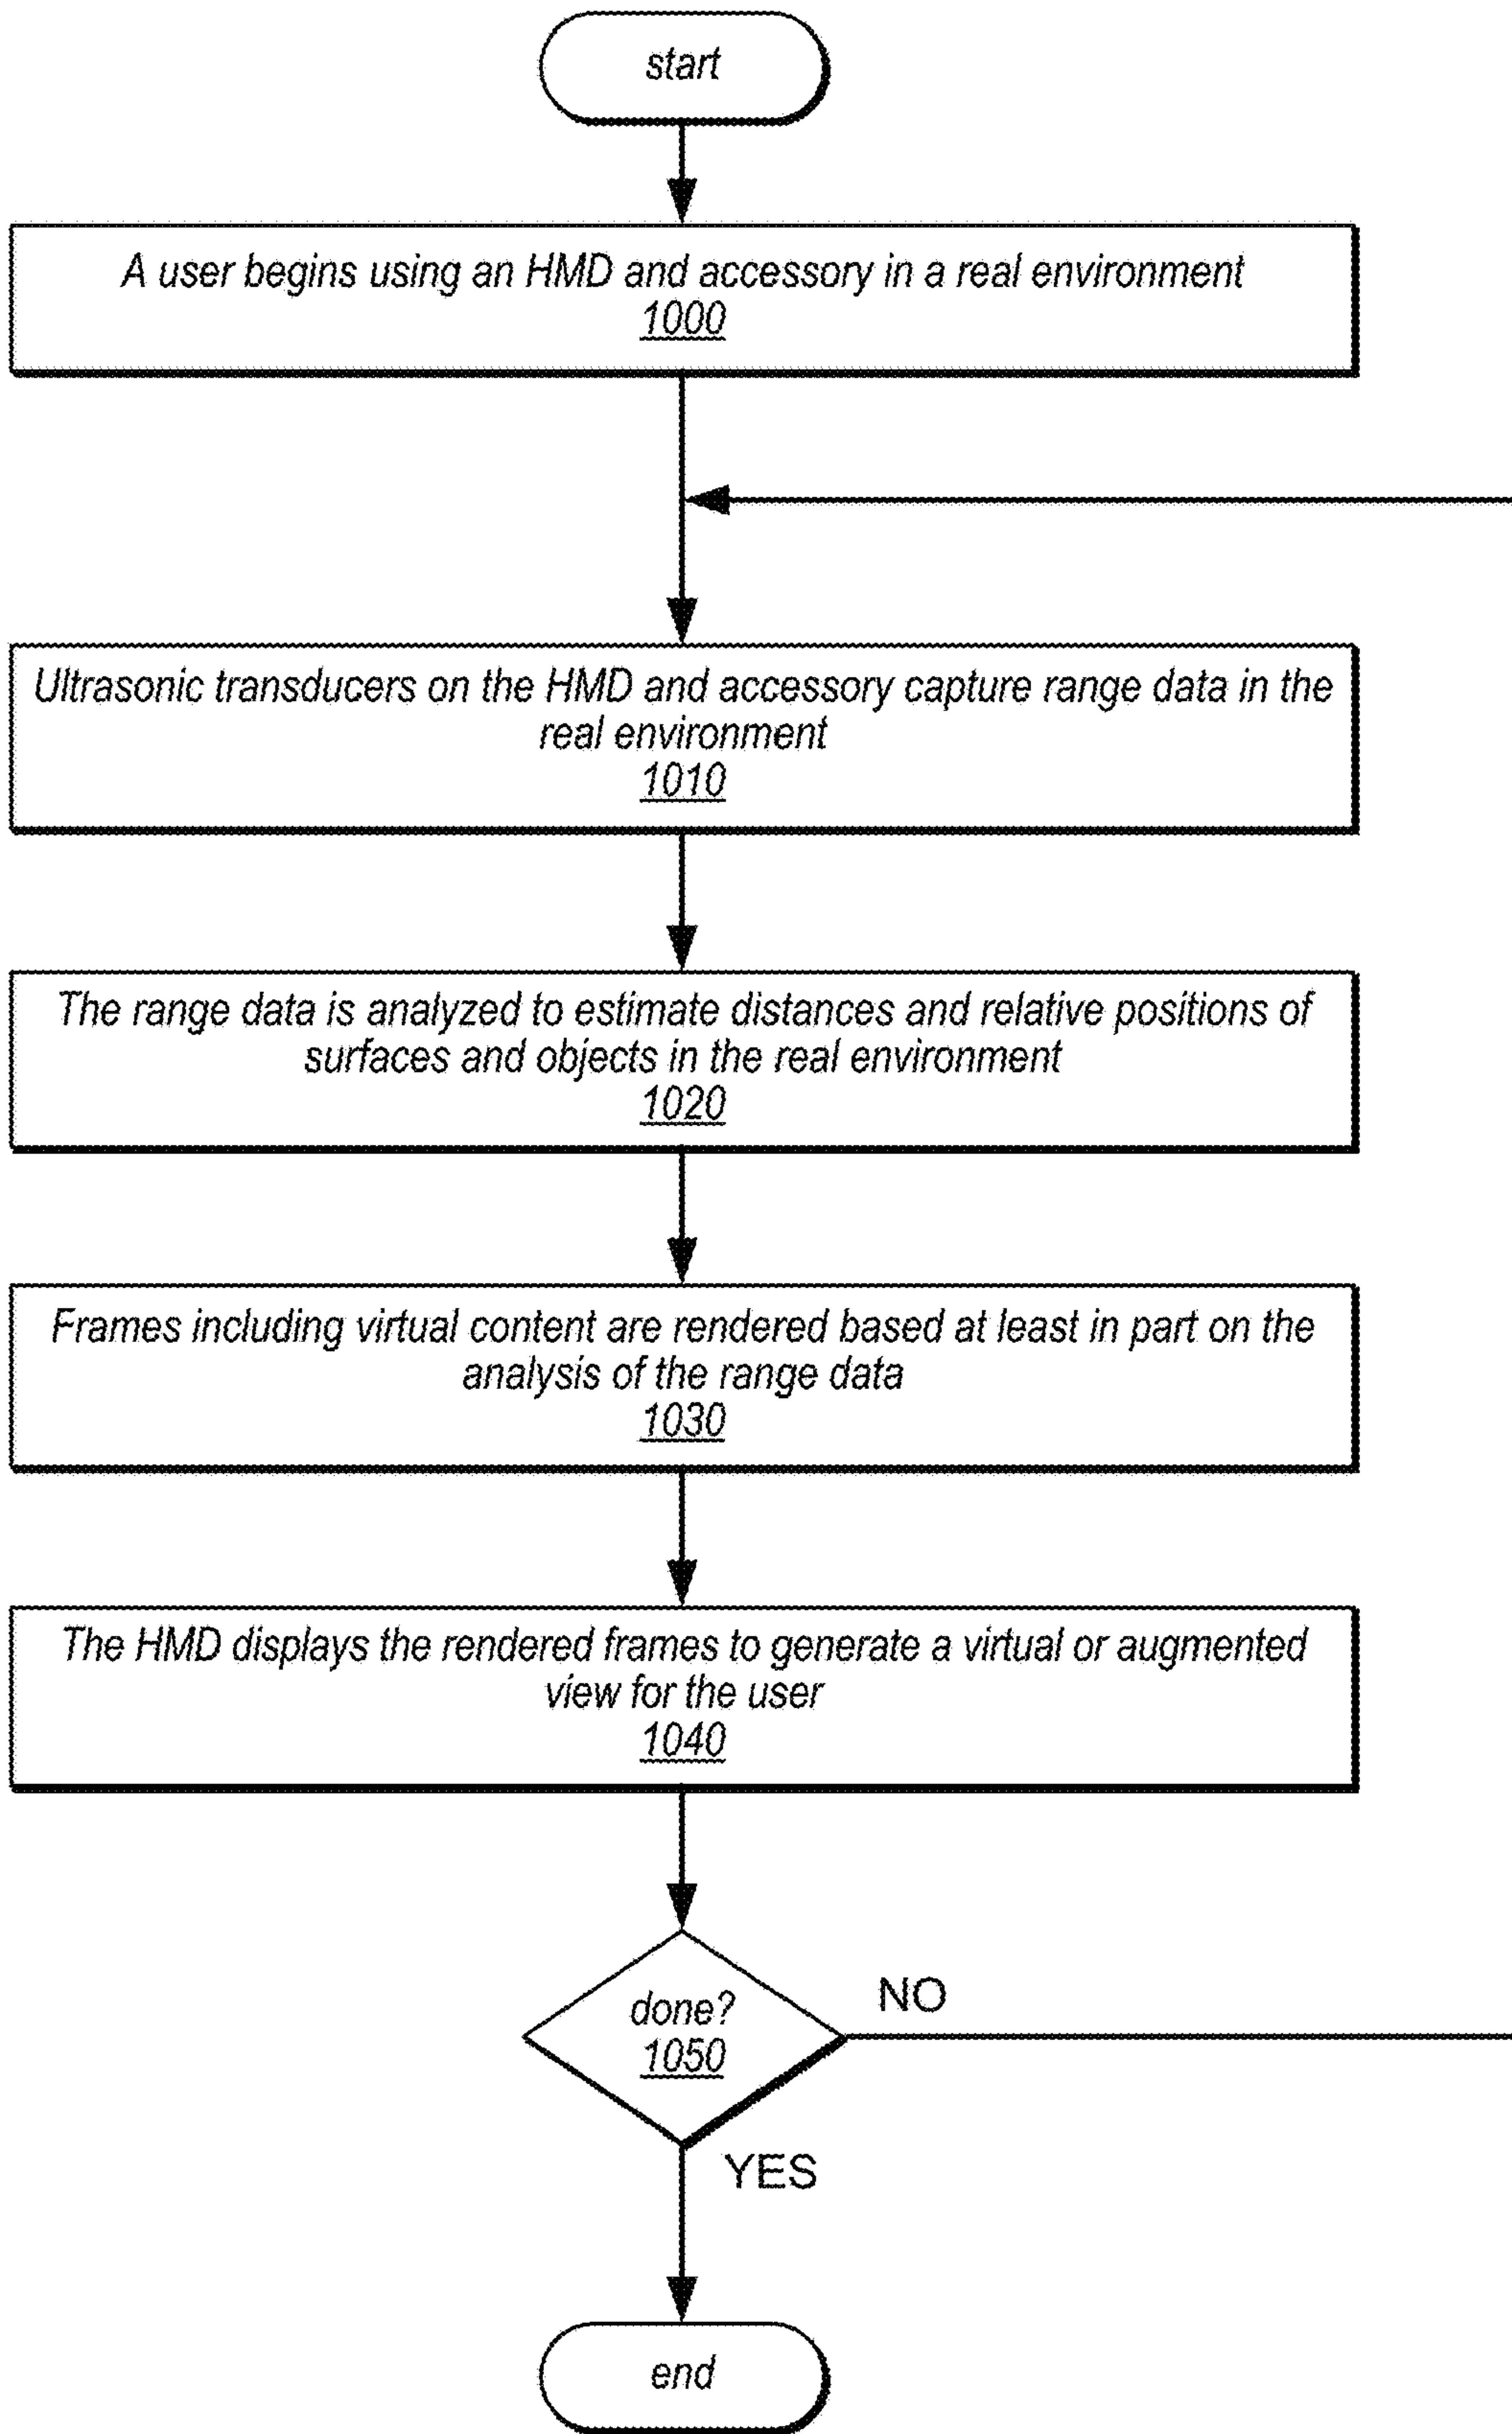 start
A user begins using an HMD and accessory in a real environment
1000
Ultrasonic transducers on the HMD and accessory capture range data in the
real environment
1010
The range data is analyzed to estimate distances and relative positions of
surfaces and objects in the real environment
1020
Frames including virtual content are rendered based at least in part on the
analysis of the range data
1030
The HMD displays the rendered frames to generate a virtual or augmented
view for the user
1040
done?
1050
NO
YES
end